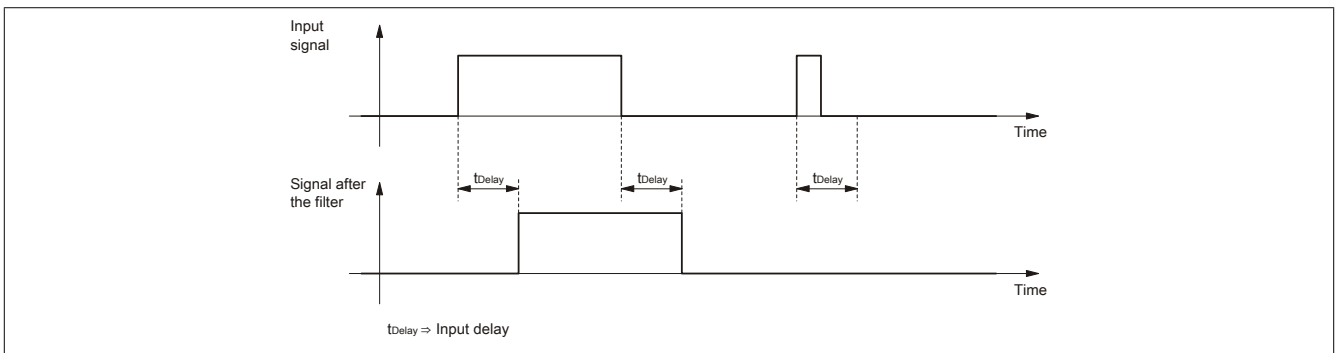 Input
signal
Time
Signal after
the filter
tDelay
tDelay
tDelay
Time
tDelay ⇒ Input delay